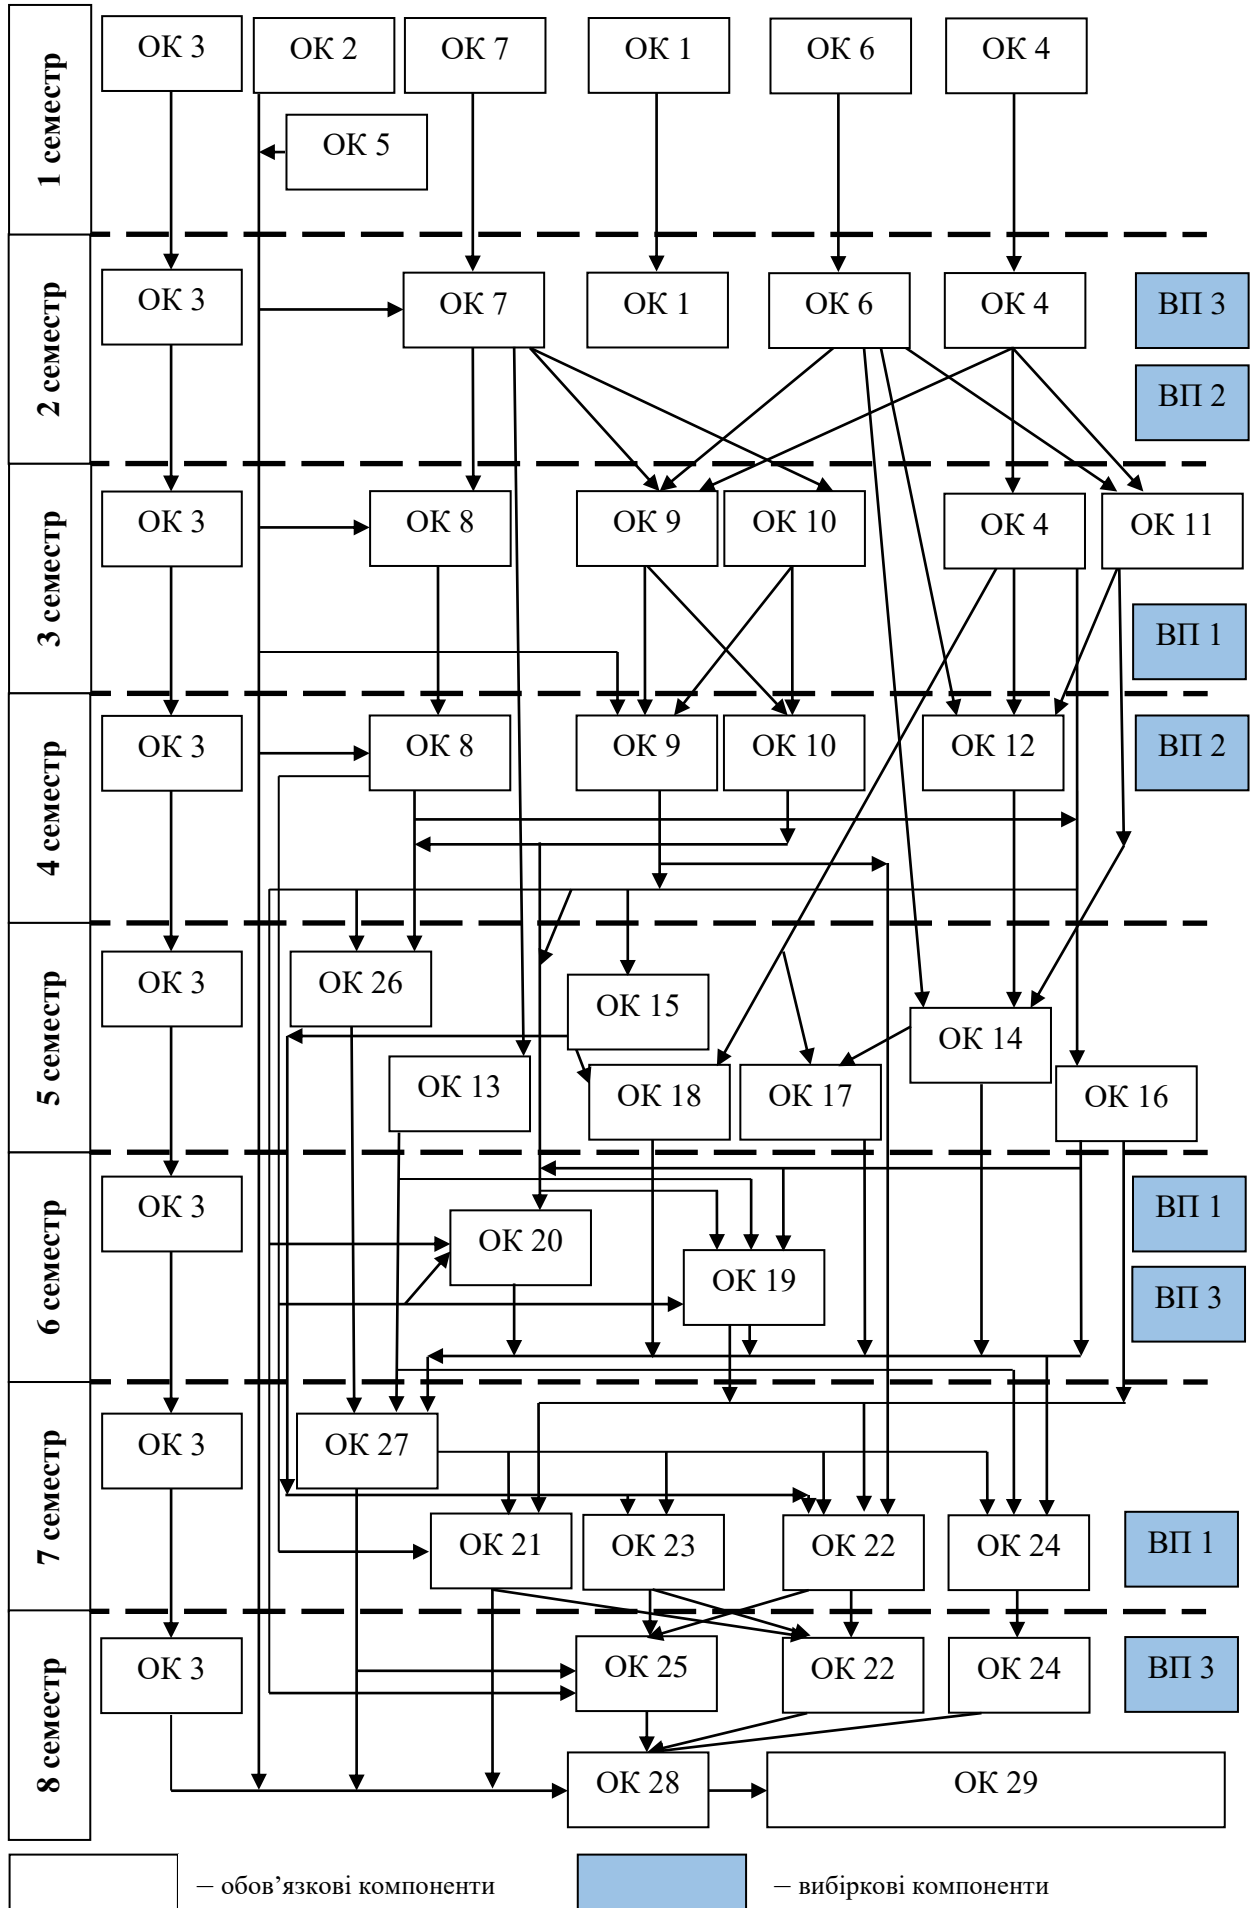 1 семестр
ОК 3
ОК 2
ОК 7
ОК 1
ОК 6
ОК 4
ОК 5
2 семестр
ОК 3
ОК 7
ОК 1
ОК 6
ОК 4
ВП 3
ВП 2
3 семестр
ОК 3
ОК 8
ОК 9
ОК 10
ОК 4
ОК 11
ВП 1
4 семестр
ОК 3
ОК 8
ОК 9
ОК 10
ОК 12
ВП 2
5 семестр
ОК 3
ОК 26
ОК 15
ОК 14
ОК 13
ОК 18
ОК 17
ОК 16
6 семестр
ОК 3
ОК 20
ОК 19
ВП 1
ВП 3
7 семестр
ОК 3
ОК 27
ОК 21
ОК 23
ОК 22
ОК 24
ВП 1
8 семестр
ОК 3
ОК 25
ОК 22
ОК 24
ВП 3
ОК 28
ОК 29
– обов’язкові компоненти
– вибіркові компоненти